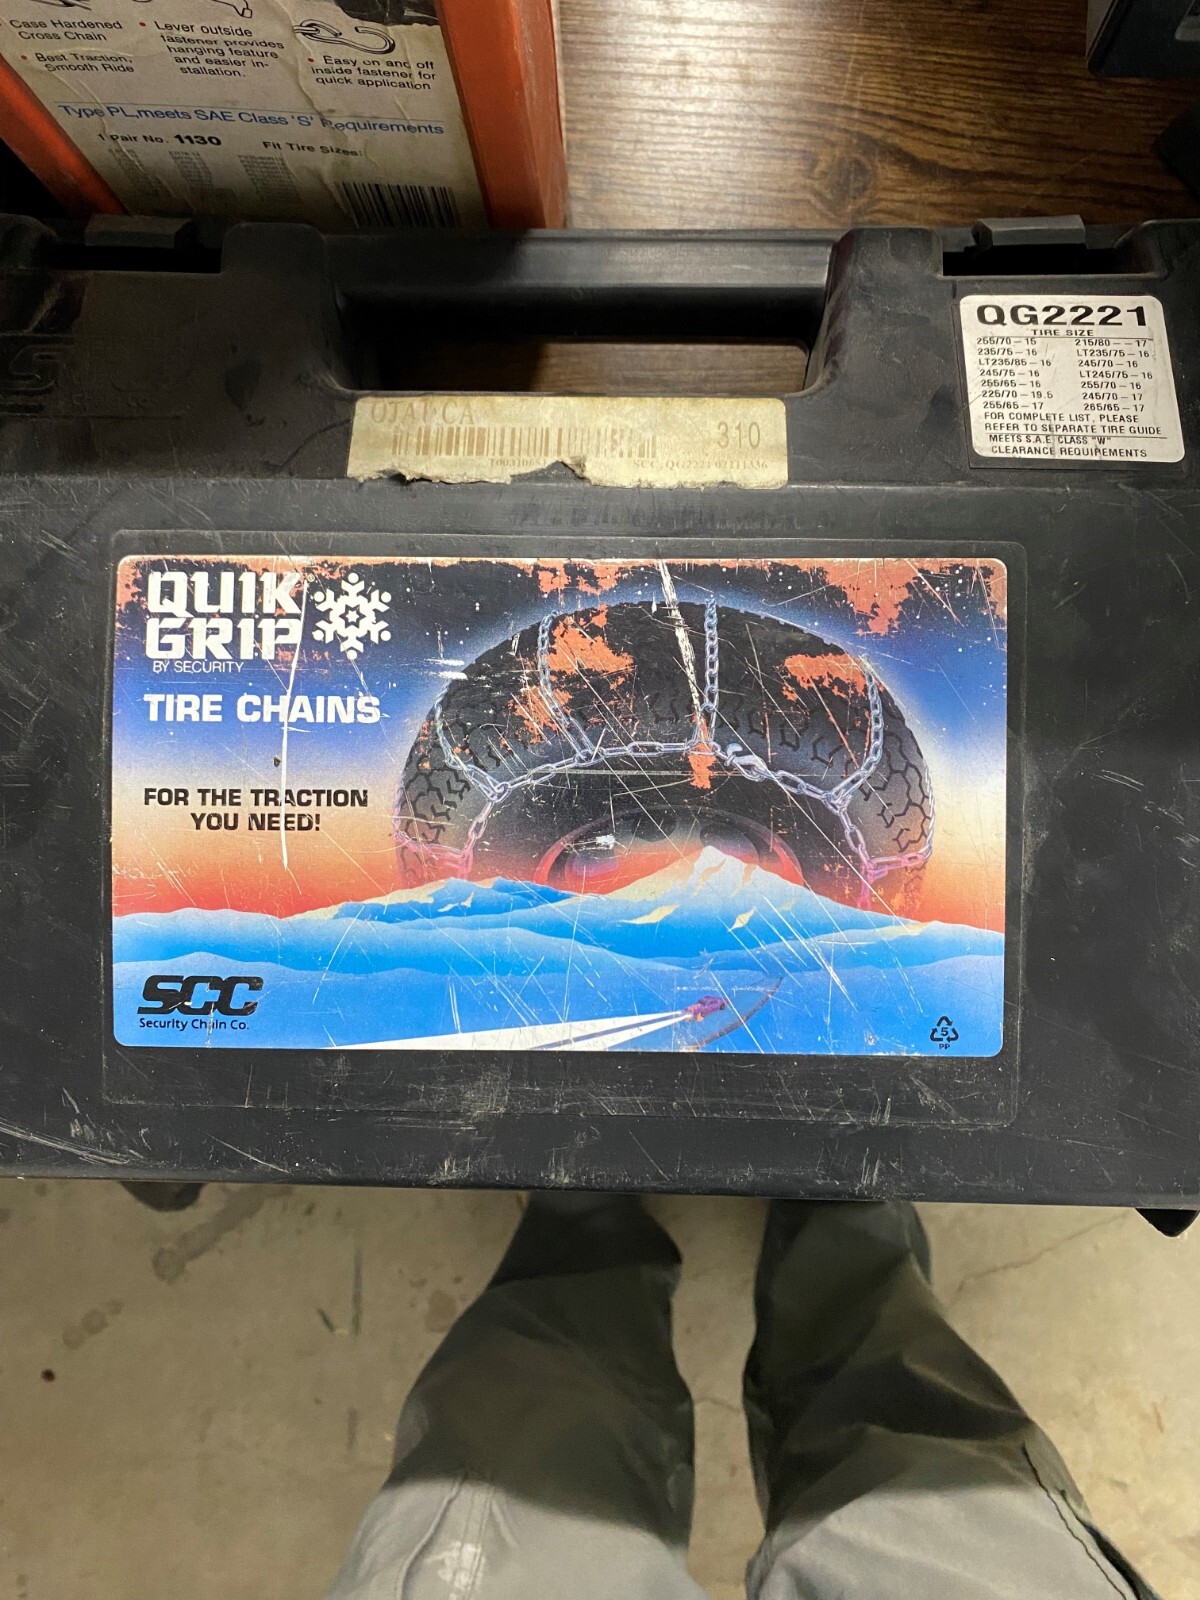 Case Hardened
Cross Chain
• Best Traction,
Smooth Ride
• Lever outside
fastener provides
hanging feature
and easier in-
stallation.
• Easy on and off
inside fastener for
quick application
Type PL, meets SAE Class 'S' Requirements
1 Pair No. 1130 Fit Tire Sizes:
QG2221
TIRE SIZE
255/70-15 215/80--17
235/75-16 LT235/75-16
LT235/85-16 245/70-16
245/75-16 LT245/75-16
255/65-16 255/70-16
225/70-19.5 245/70-17
255/65-17 265/65-17
FOR COMPLETE LIST, PLEASE
REFER TO SEPARATE TIRE GUIDE
MEETS S.A.E. CLASS "W"
CLEARANCE REQUIREMENTS
310
SCC, QG2221 02111336
QUIK
GRIP
BY SECURITY
TIRE CHAINS
FOR THE TRACTION
YOU NEED!
SCC
Security Chain Co.
5
PP